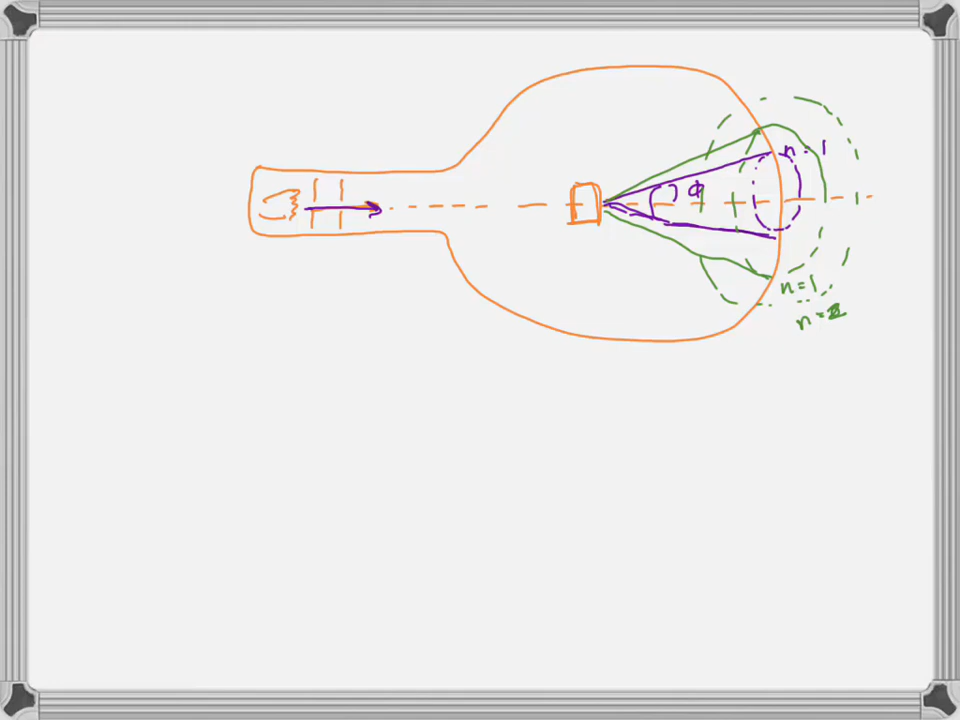 n = 1
ϕ
n = 1
n = 2